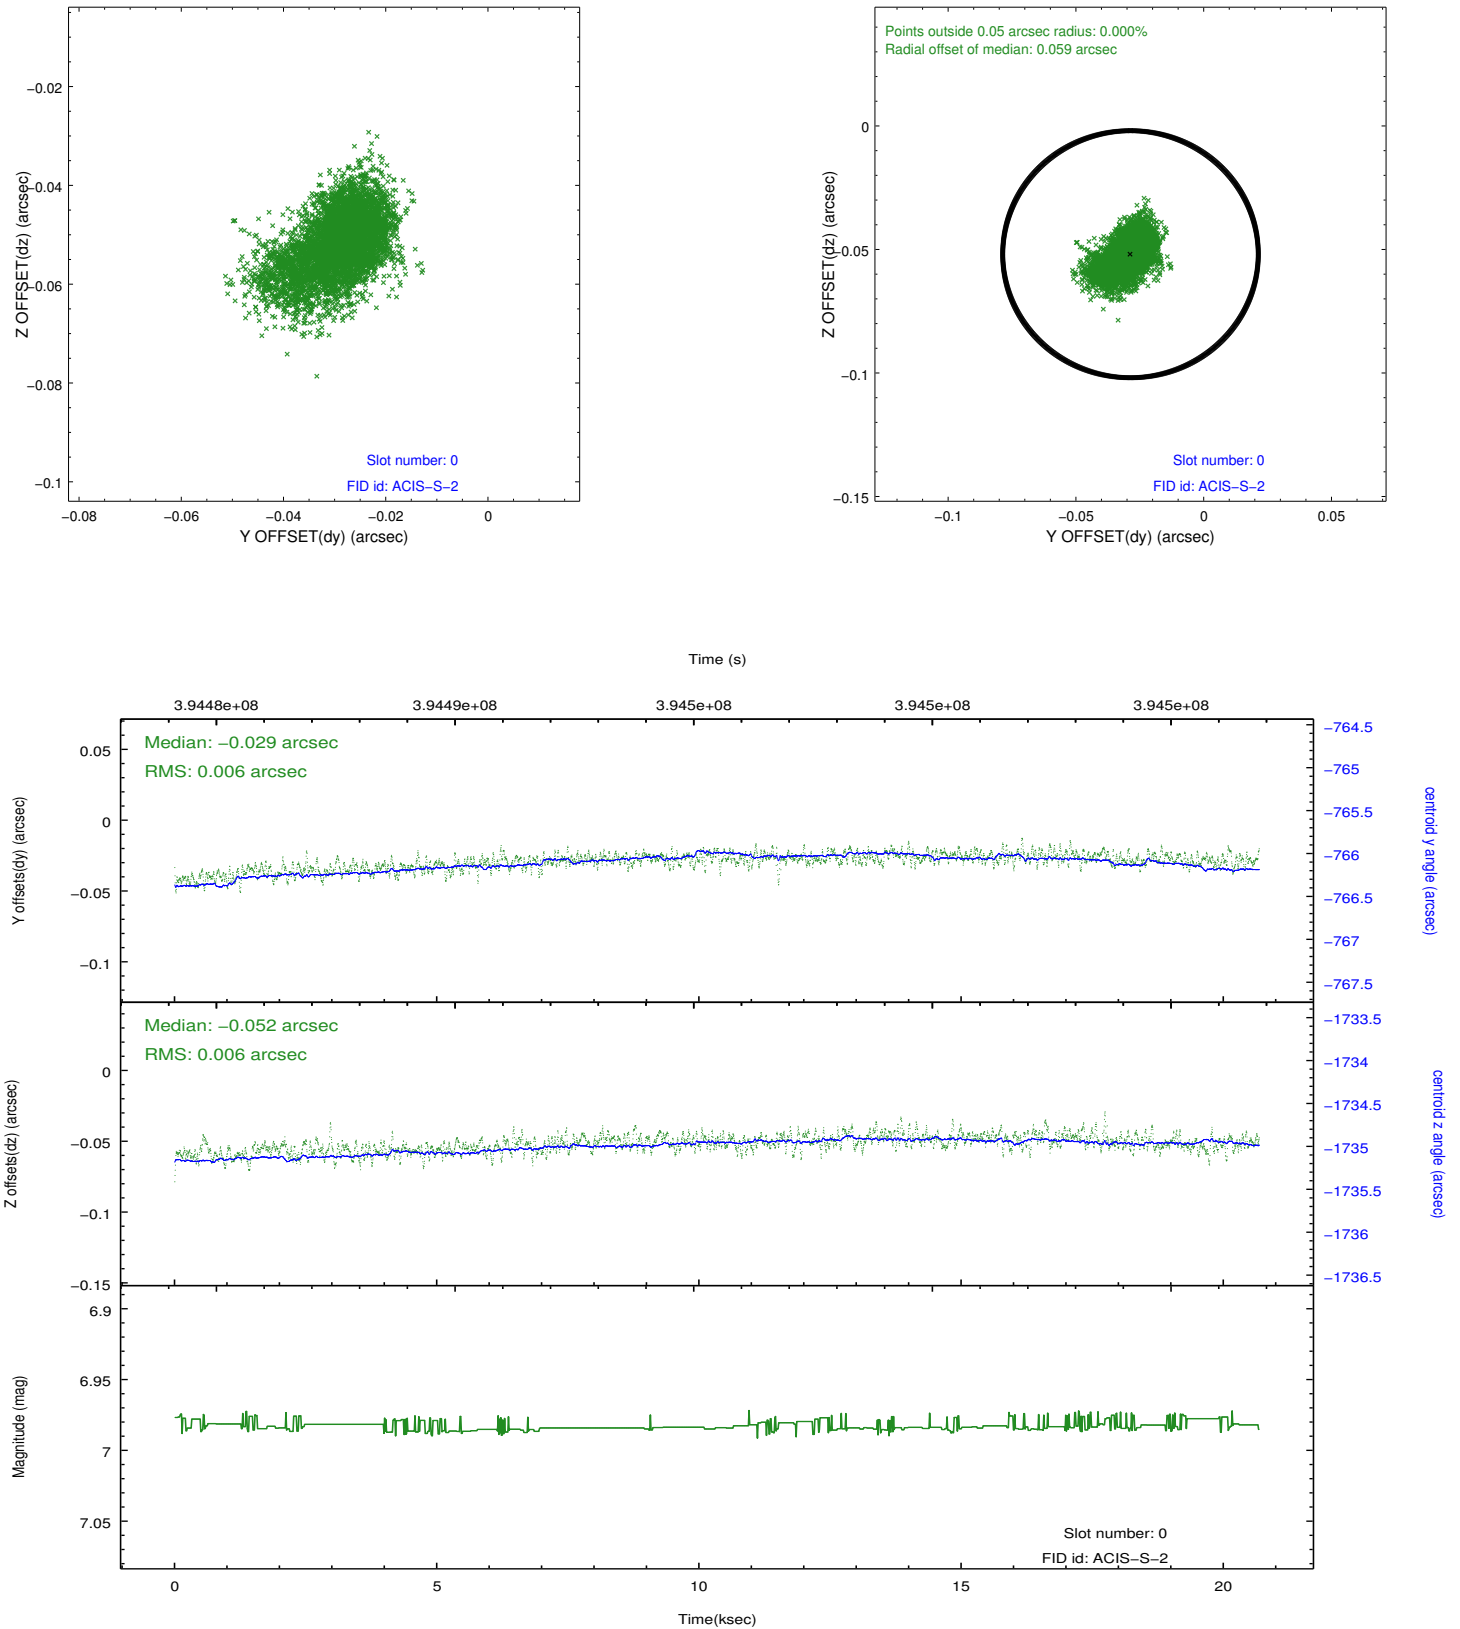 −0.02
−0.04
−0.06
−0.08
−0.1
Z OFFSET(dz) (arcsec)
Slot number: 0
FID id: ACIS−S−2
−0.08 −0.06 −0.04 −0.02 0
Y OFFSET(dy) (arcsec)
Points outside 0.05 arcsec radius: 0.000%
Radial offset of median: 0.059 arcsec
0
−0.05
−0.1
−0.15
Z OFFSET(dz) (arcsec)
Slot number: 0
FID id: ACIS−S−2
−0.1 −0.05 0 0.05
Y OFFSET(dy) (arcsec)
Time (s)
3.9448e+08 3.9449e+08 3.945e+08 3.945e+08 3.945e+08
Median: −0.029 arcsec
RMS: 0.006 arcsec
0.05
0
−0.05
−0.1
Y offsets(dy) (arcsec)
−764.5
−765
−765.5
−766
−766.5
−767
−767.5
centroid y angle (arcsec)
Median: −0.052 arcsec
RMS: 0.006 arcsec
0
−0.05
−0.1
−0.15
Z offsets(dz) (arcsec)
−1733.5
−1734
−1734.5
−1735
−1735.5
−1736
−1736.5
centroid z angle (arcsec)
6.9
6.95
7
7.05
Magnitude (mag)
Slot number: 0
FID id: ACIS−S−2
0 5 10 15 20
Time(ksec)